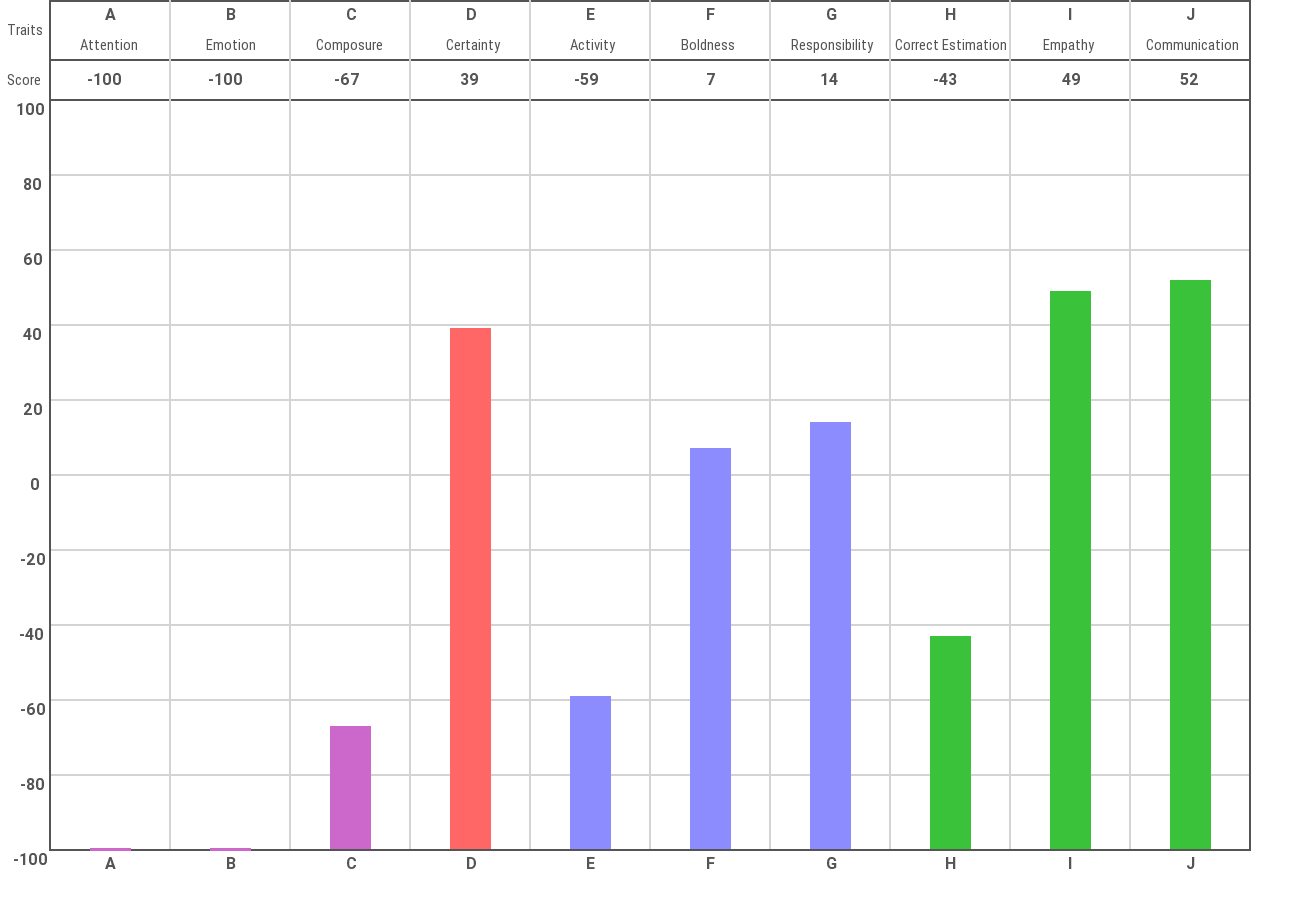 Traits A B C D E F G H I J
Attention Emotion Composure Certainty Activity Boldness Responsibility Correct Estimation Empathy Communication
Score -100 -100 -67 39 -59 7 14 -43 49 52
100
80
60
40
20
0
-20
-40
-60
-80
-100
A B C D E F G H I J